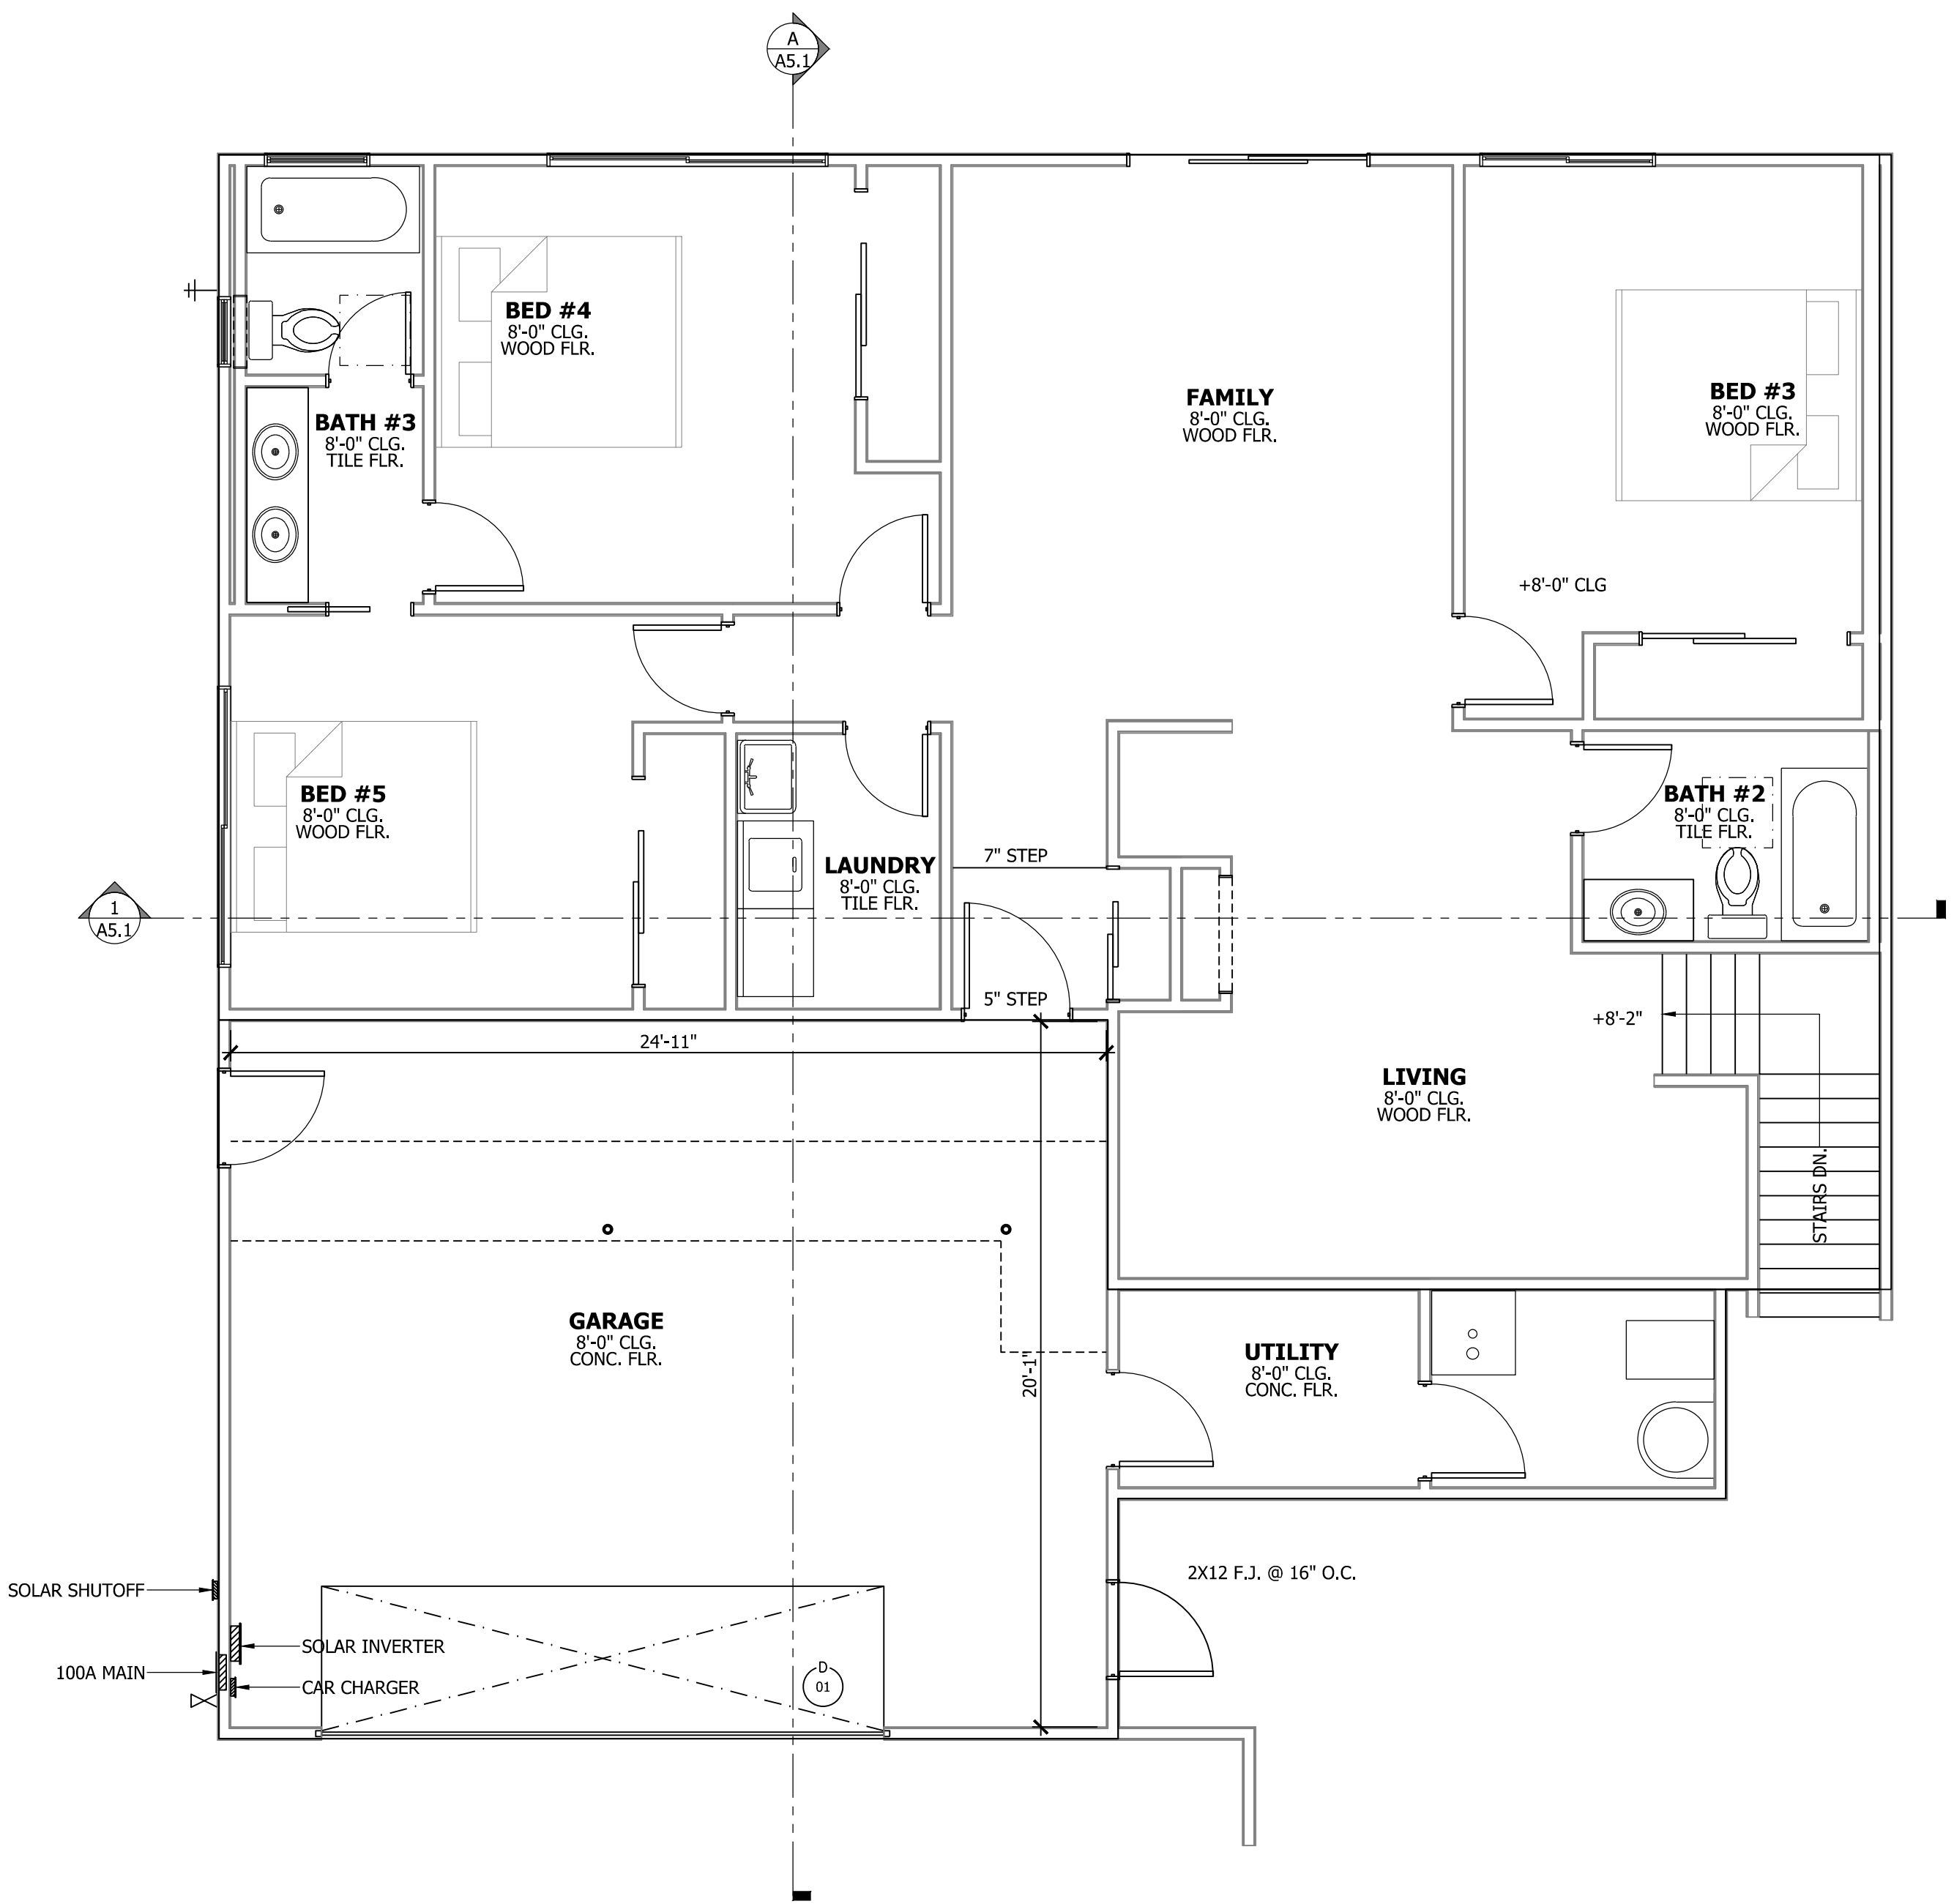 A
A5.1
BED #4
8'-0" CLG.
WOOD FLR.
BATH #3
8'-0" CLG.
TILE FLR.
FAMILY
8'-0" CLG.
WOOD FLR.
BED #3
8'-0" CLG.
WOOD FLR.
+8'-0" CLG
BED #5
8'-0" CLG.
WOOD FLR.
LAUNDRY
8'-0" CLG.
TILE FLR.
7" STEP
BATH #2
8'-0" CLG.
TILE FLR.
1
A5.1
5" STEP
24'-11"
+8'-2"
LIVING
8'-0" CLG.
WOOD FLR.
STAIRS DN.
GARAGE
8'-0" CLG.
CONC. FLR.
20'-1"
UTILITY
8'-0" CLG.
CONC. FLR.
2X12 F.J. @ 16" O.C.
SOLAR SHUTOFF
SOLAR INVERTER
100A MAIN
CAR CHARGER
D
01